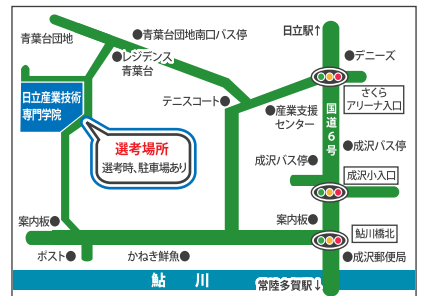 日立駅↑
青葉台団地
青葉台団地南口バス停
レジデンス
青葉台
デニーズ
テニスコート
さくら
アリーナ入口
日立産業技術
専門学院
産業支援
センター
国道6号
成沢バス停
選考場所
選考時、駐車場あり
成沢バス停
成沢小入口
案内板
案内板
鮎川橋北
ポスト
かねき鮮魚
成沢郵便局
鮎川
常陸多賀駅↓